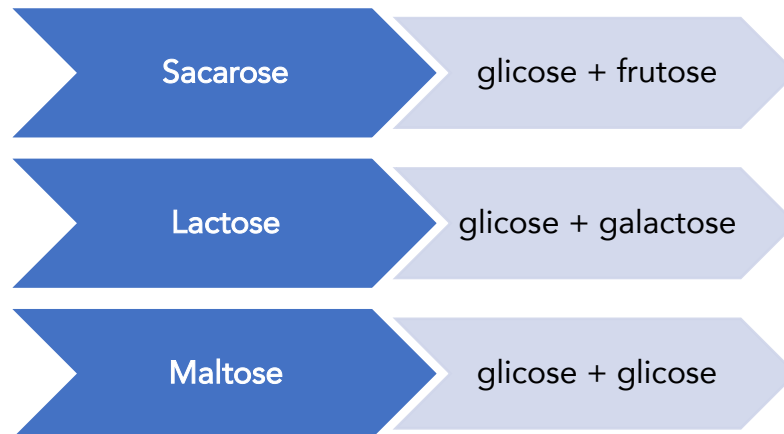 Sacarose
glicose + frutose
Lactose
glicose + galactose
Maltose
glicose + glicose